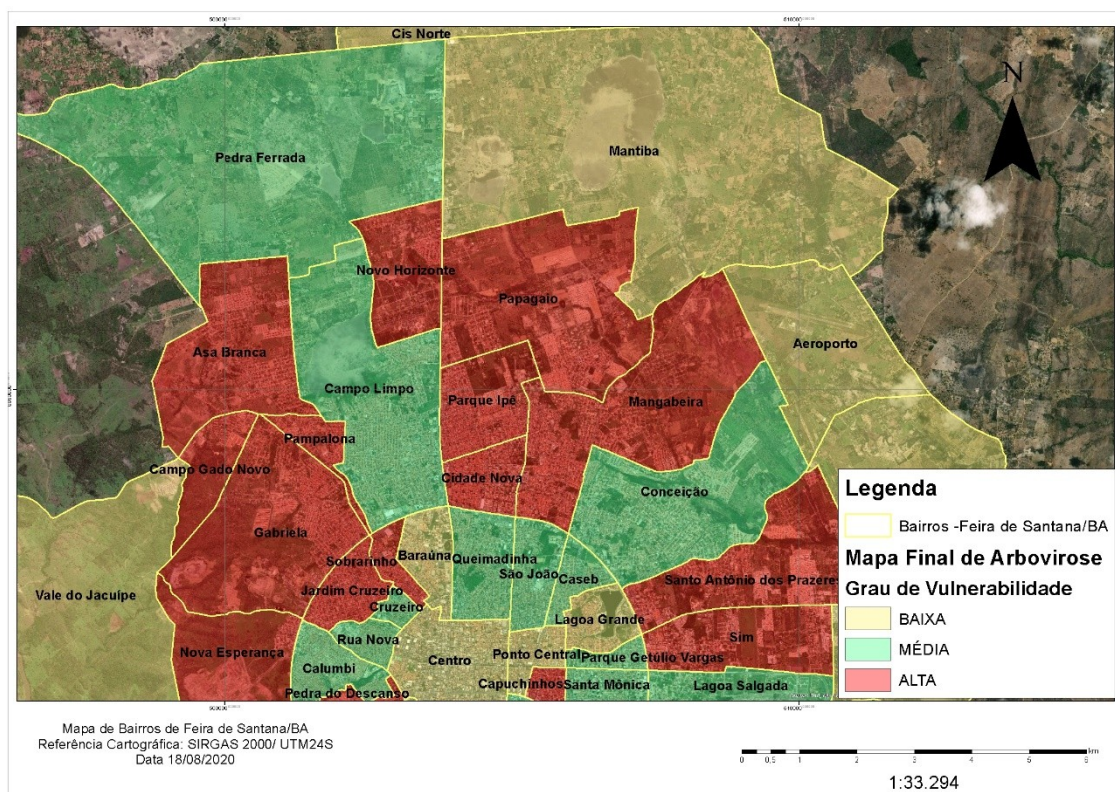 Cis Norte
Pedra Ferrada
Mantiba
N
Novo Horizonte
Papagaio
Asa Branca
Aeroporto
Campo Limpo
Parque Ipê
Mangabeira
Pampalona
Campo Gado Novo
Cidade Nova
Conceição
Gabriela
Sobrarinho
Baraúna
Queimadinha
São João
Caseb
Santo Antônio dos Prazeres
Vale do Jacuipe
Jardim Cruzeiro
Cruzeiro
Lagoa Grande
Rua Nova
Sim
Nova Esperança
Centro
Ponto Central
Parque Getúlio Vargas
Calumbi
Pedra do Descanso
Capuchinhos
Santa Mônica
Lagoa Salgada
Legenda
Bairros -Feira de Santana/BA
Mapa Final de Arbovirose
Grau de Vulnerabilidade
BAIXA
MÉDIA
ALTA
Mapa de Bairros de Feira de Santana/BA
Referência Cartográfica: SIRGAS 2000/ UTM24S
Data 18/08/2020
0 0,5 1 2 3 4 5 6 km
1:33.294